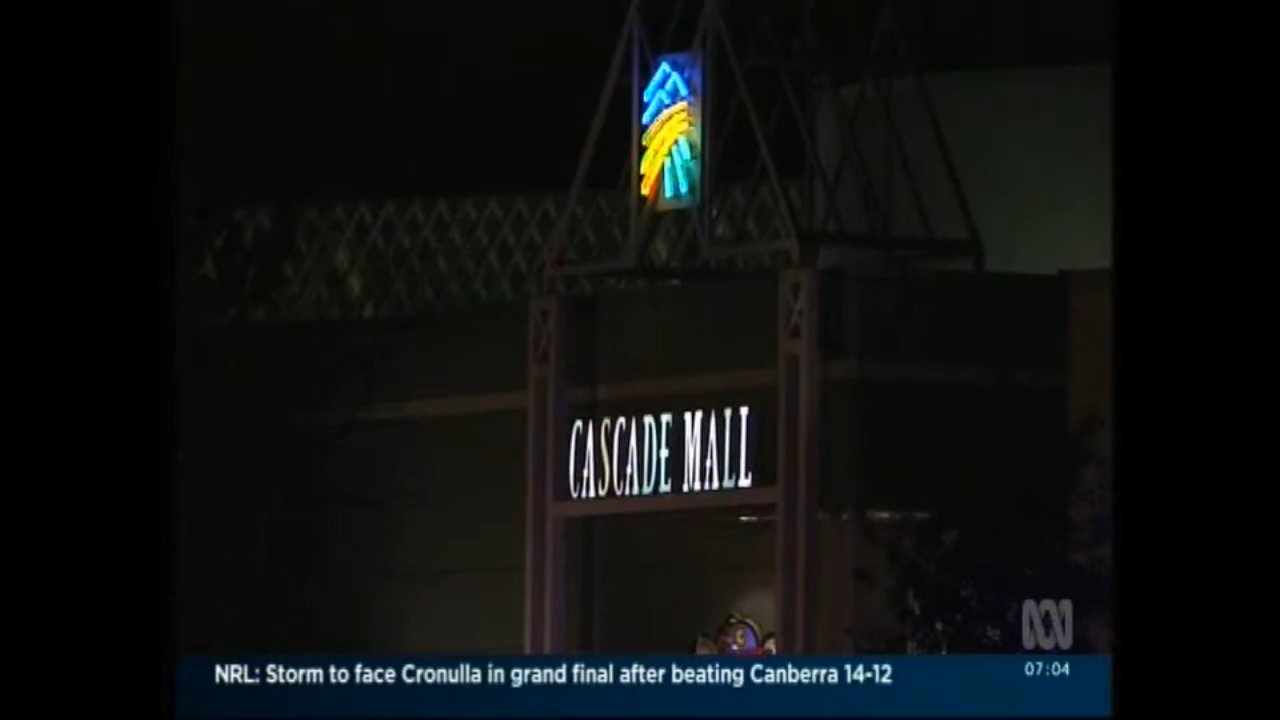 CASCADE MALL
NRL: Storm to face Cronulla in grand final after beating Canberra 14-12
07:04